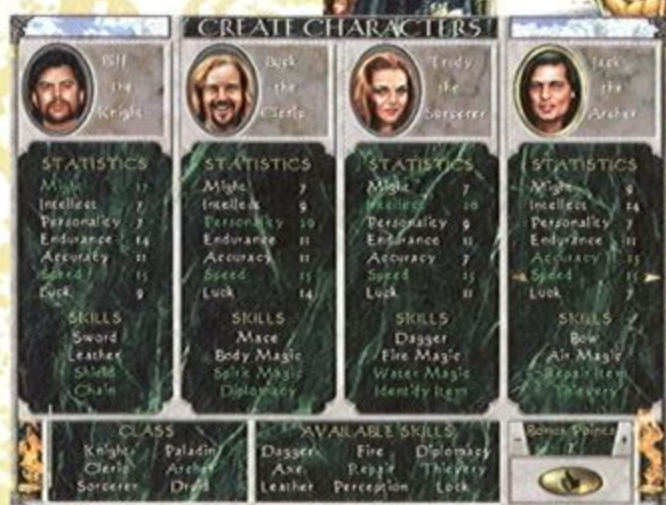 CREATE CHARACTERS
Biff the Knight
STATISTICS
Might 17
Intellect 7
Personality 7
Endurance 14
Accuracy 11
Speed 15
Luck 9
SKILLS
Sword
Leather
Shield
Chain
Buck the Cleric
STATISTICS
Might 7
Intellect 9
Personality 20
Endurance 11
Accuracy 11
Speed 15
Luck 14
SKILLS
Mace
Body Magic
Spirit Magic
Diplomacy
Trudy the Sorcerer
STATISTICS
Might 7
Intellect 20
Personality 9
Endurance 11
Accuracy 7
Speed 15
Luck 11
SKILLS
Dagger
Fire Magic
Water Magic
Identify Item
Jack the Archer
STATISTICS
Might 9
Intellect 14
Personality 7
Endurance 11
Accuracy 15
Speed 15
Luck 7
SKILLS
Bow
Air Magic
Repair Item
Thievery
CLASS
Knight Paladin
Cleric Archer
Sorcerer Druid
AVAILABLE SKILLS
Dagger Fire Diplomacy
Axe Repair Thievery
Leather Perception Luck
Bonus Points
- 7 +